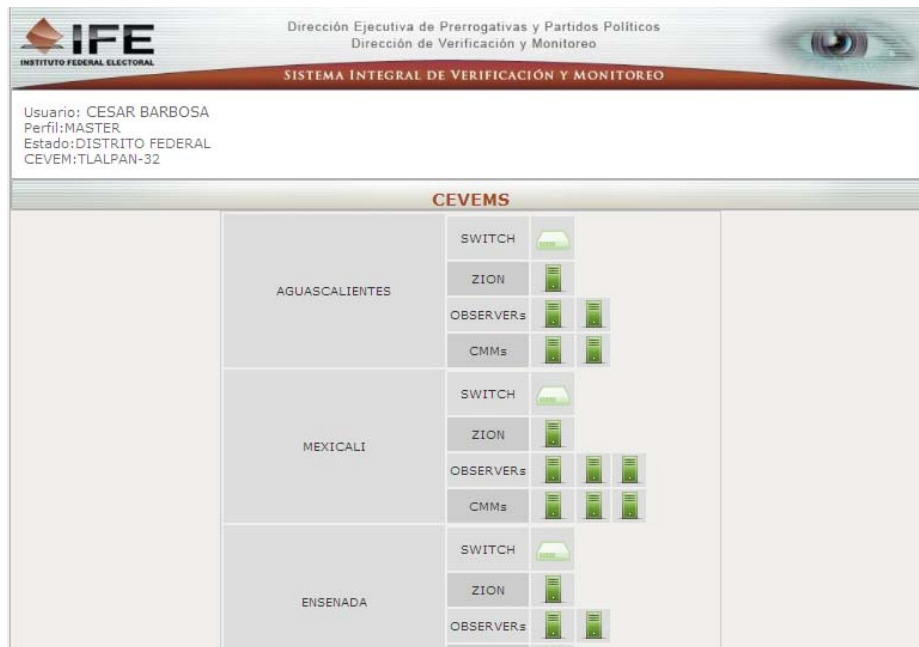 IFE
INSTITUTO FEDERAL ELECTORAL
Dirección Ejecutiva de Prerrogativas y Partidos Políticos
Dirección de Verificación y Monitoreo
SISTEMA INTEGRAL DE VERIFICACIÓN Y MONITOREO
Usuario: CESAR BARBOSA
Perfil:MASTER
Estado:DISTRITO FEDERAL
CEVEM:TLALPAN-32
CEVEMS
AGUASCALIENTES
SWITCH
ZION
OBSERVERs
CMMs
MEXICALI
SWITCH
ZION
OBSERVERs
CMMs
ENSENADA
SWITCH
ZION
OBSERVERs